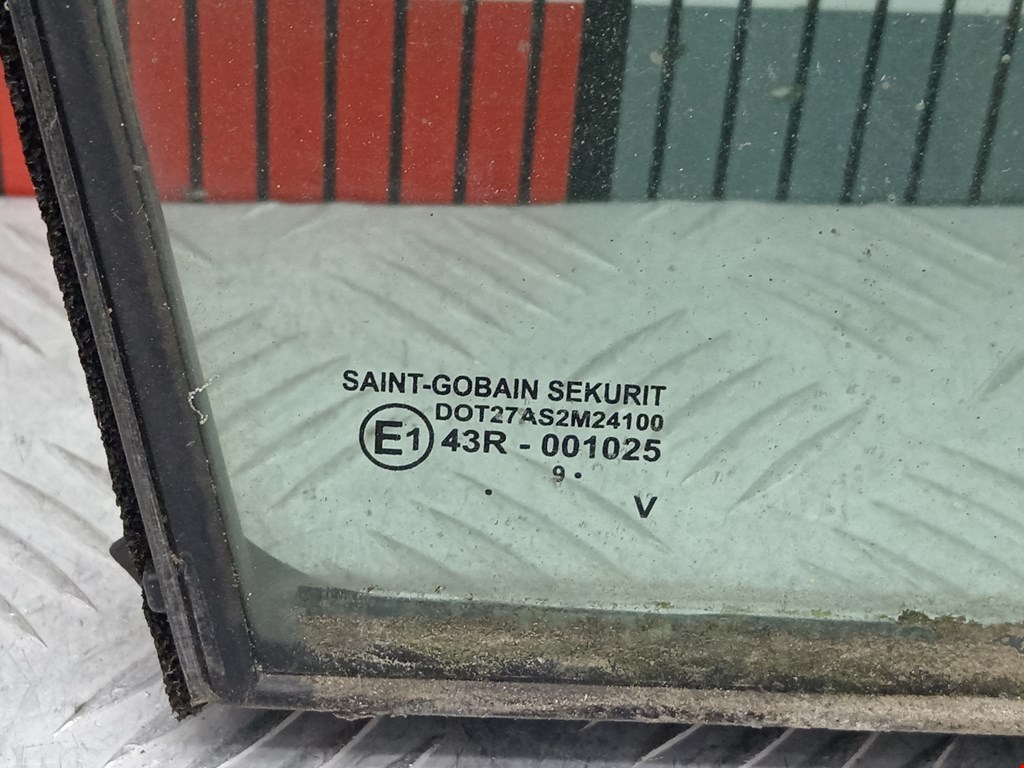 SAINT-GOBAIN SEKURIT
DOT27AS2M24100
E1 43R - 001025
9 •
• V